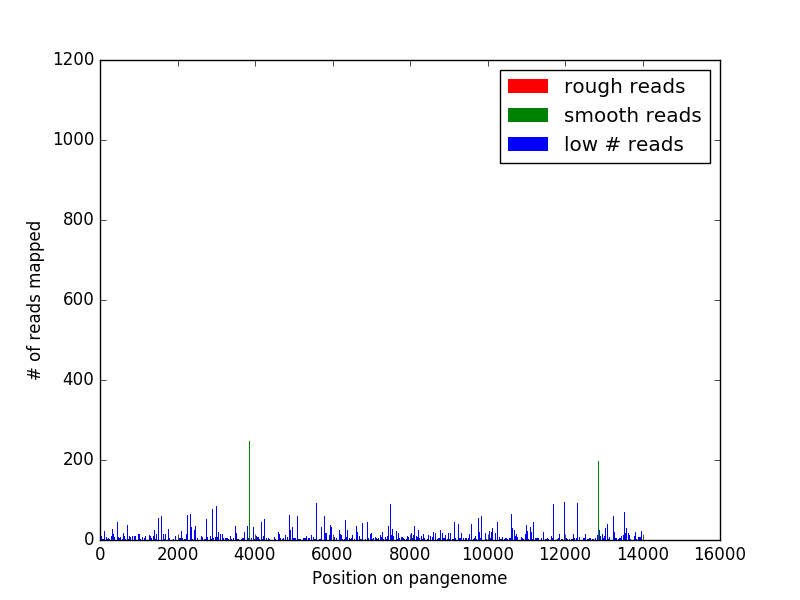 1200
1000
800
600
400
200
0
# of reads mapped
rough reads
smooth reads
low # reads
0 2000 4000 6000 8000 10000 12000 14000 16000
Position on pangenome